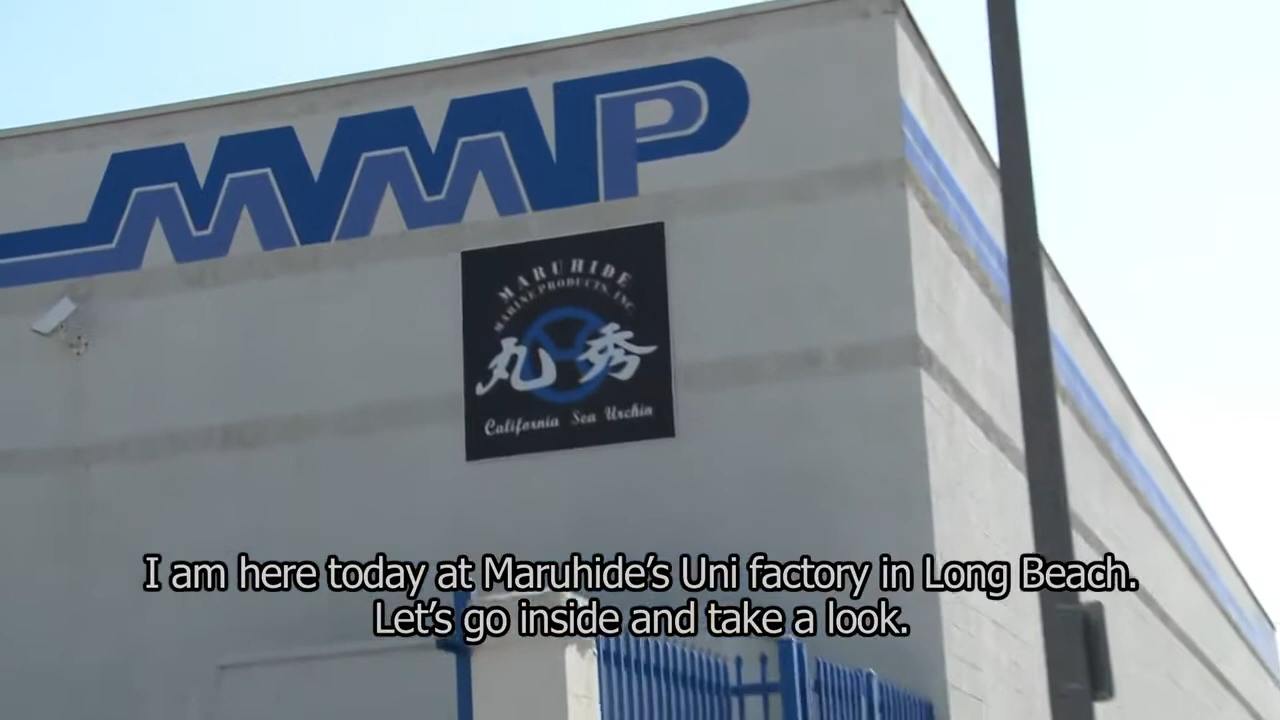 MMP
MARUHIDE
MARINE PRODUCTS, INC.
丸秀
California Sea Urchin
I am here today at Maruhide’s Uni factory in Long Beach.
Let’s go inside and take a look.